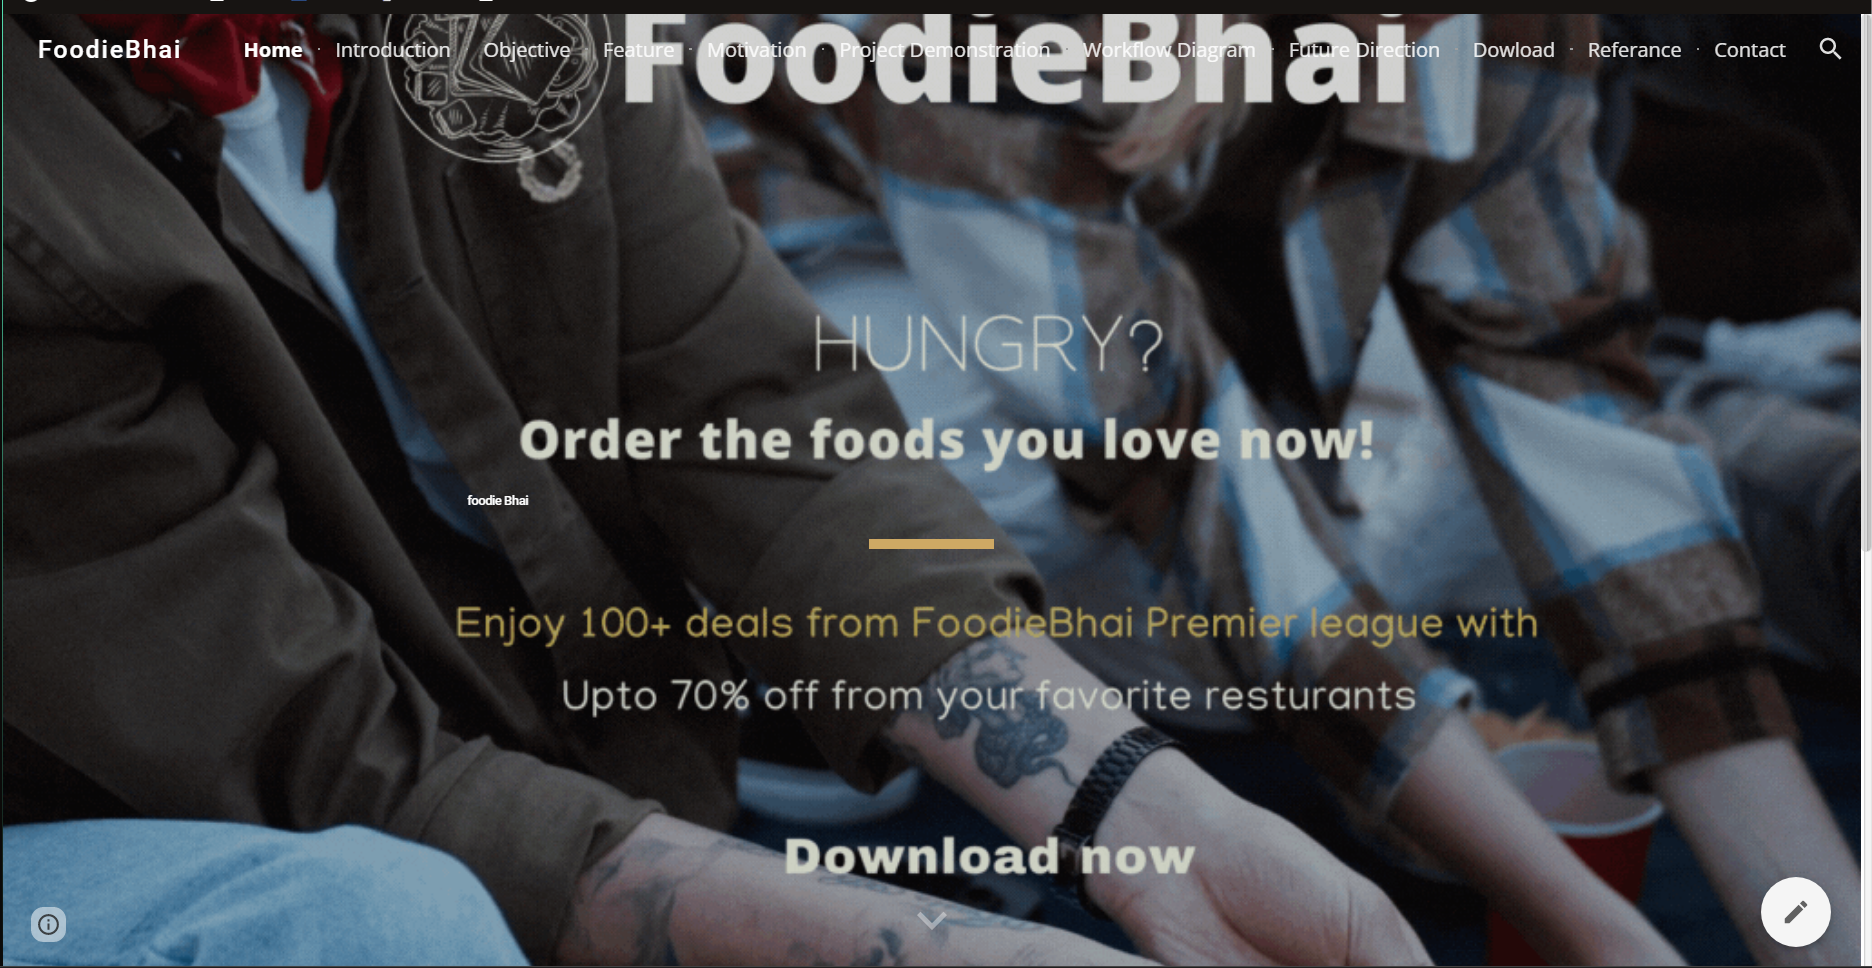 FoodieBhai
Home · Introduction · Objective · Feature · Motivation · Project Demonstration · Workflow Diagram · Future Direction · Dowload · Referance · Contact
FoodieBhai
HUNGRY?
Order the foods you love now!
foodie Bhai
Enjoy 100+ deals from FoodieBhai Premier league with
Upto 70% off from your favorite resturants
Download now